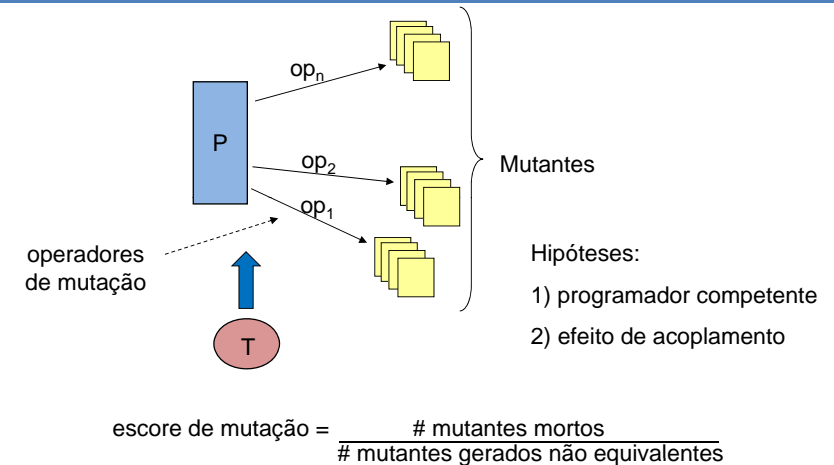 opₙ
P
op₂
Mutantes
op₁
operadores
de mutação
Hipóteses:
1) programador competente
2) efeito de acoplamento
T
escore de mutação = # mutantes mortos
# mutantes gerados não equivalentes